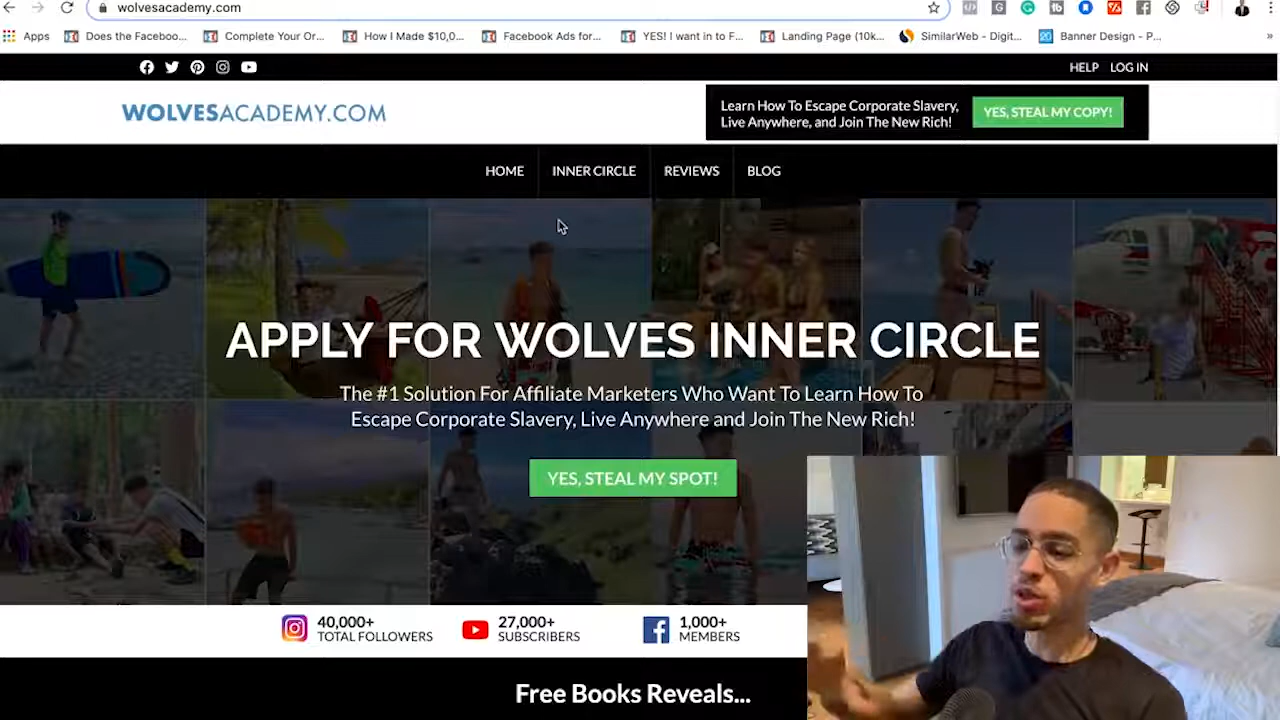 wolvesacademy.com
Apps
Does the Faceboo...
Complete Your Or...
How I Made $10,0...
Facebook Ads for...
YES! I want in to F...
Landing Page (10k...
SimilarWeb - Digit...
Banner Design - P...
»
HELP
LOG IN
WOLVESACADEMY.COM
Learn How To Escape Corporate Slavery,
Live Anywhere, and Join The New Rich!
YES, STEAL MY COPY!
HOME
INNER CIRCLE
REVIEWS
BLOG
APPLY FOR WOLVES INNER CIRCLE
The #1 Solution For Affiliate Marketers Who Want To Learn How To
Escape Corporate Slavery, Live Anywhere and Join The New Rich!
YES, STEAL MY SPOT!
40,000+
TOTAL FOLLOWERS
27,000+
SUBSCRIBERS
1,000+
MEMBERS
Free Books Reveals...